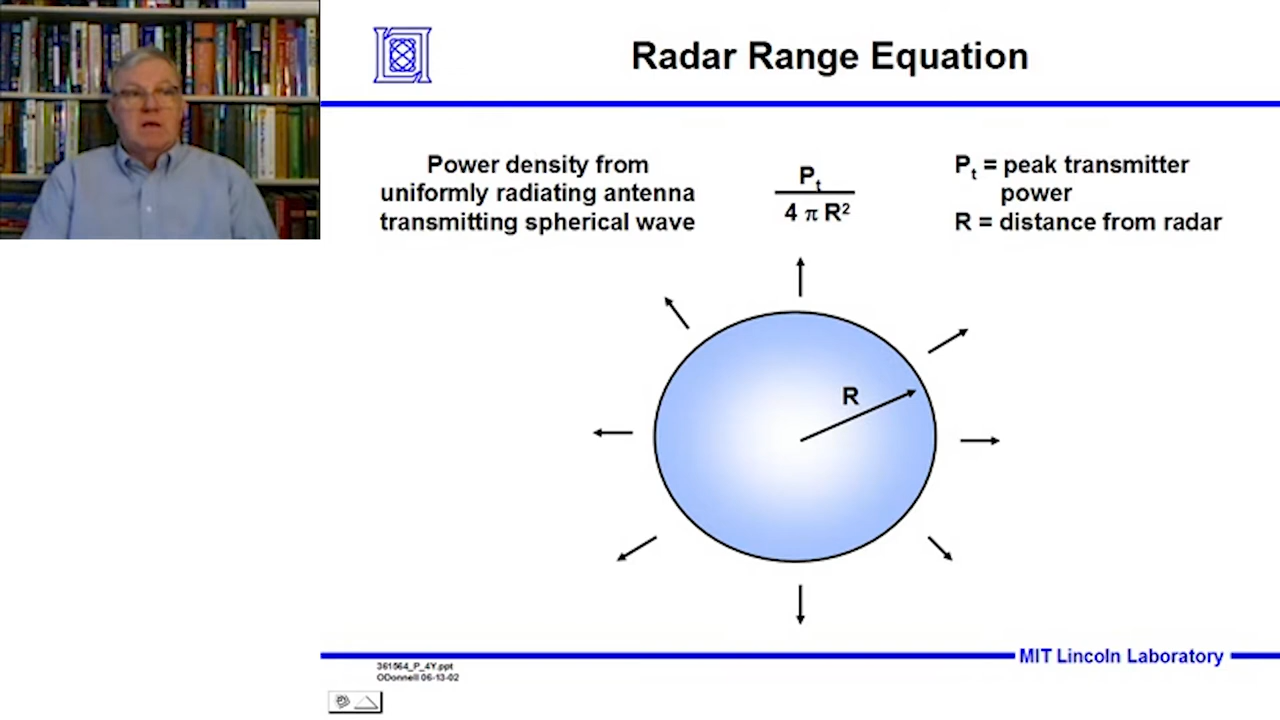 Radar Range Equation
Power density from
uniformly radiating antenna
transmitting spherical wave
Pt
4 π R²
Pt = peak transmitter
power
R = distance from radar
R
MIT Lincoln Laboratory
361564_P_4Y.ppt
ODonnell 06-13-02